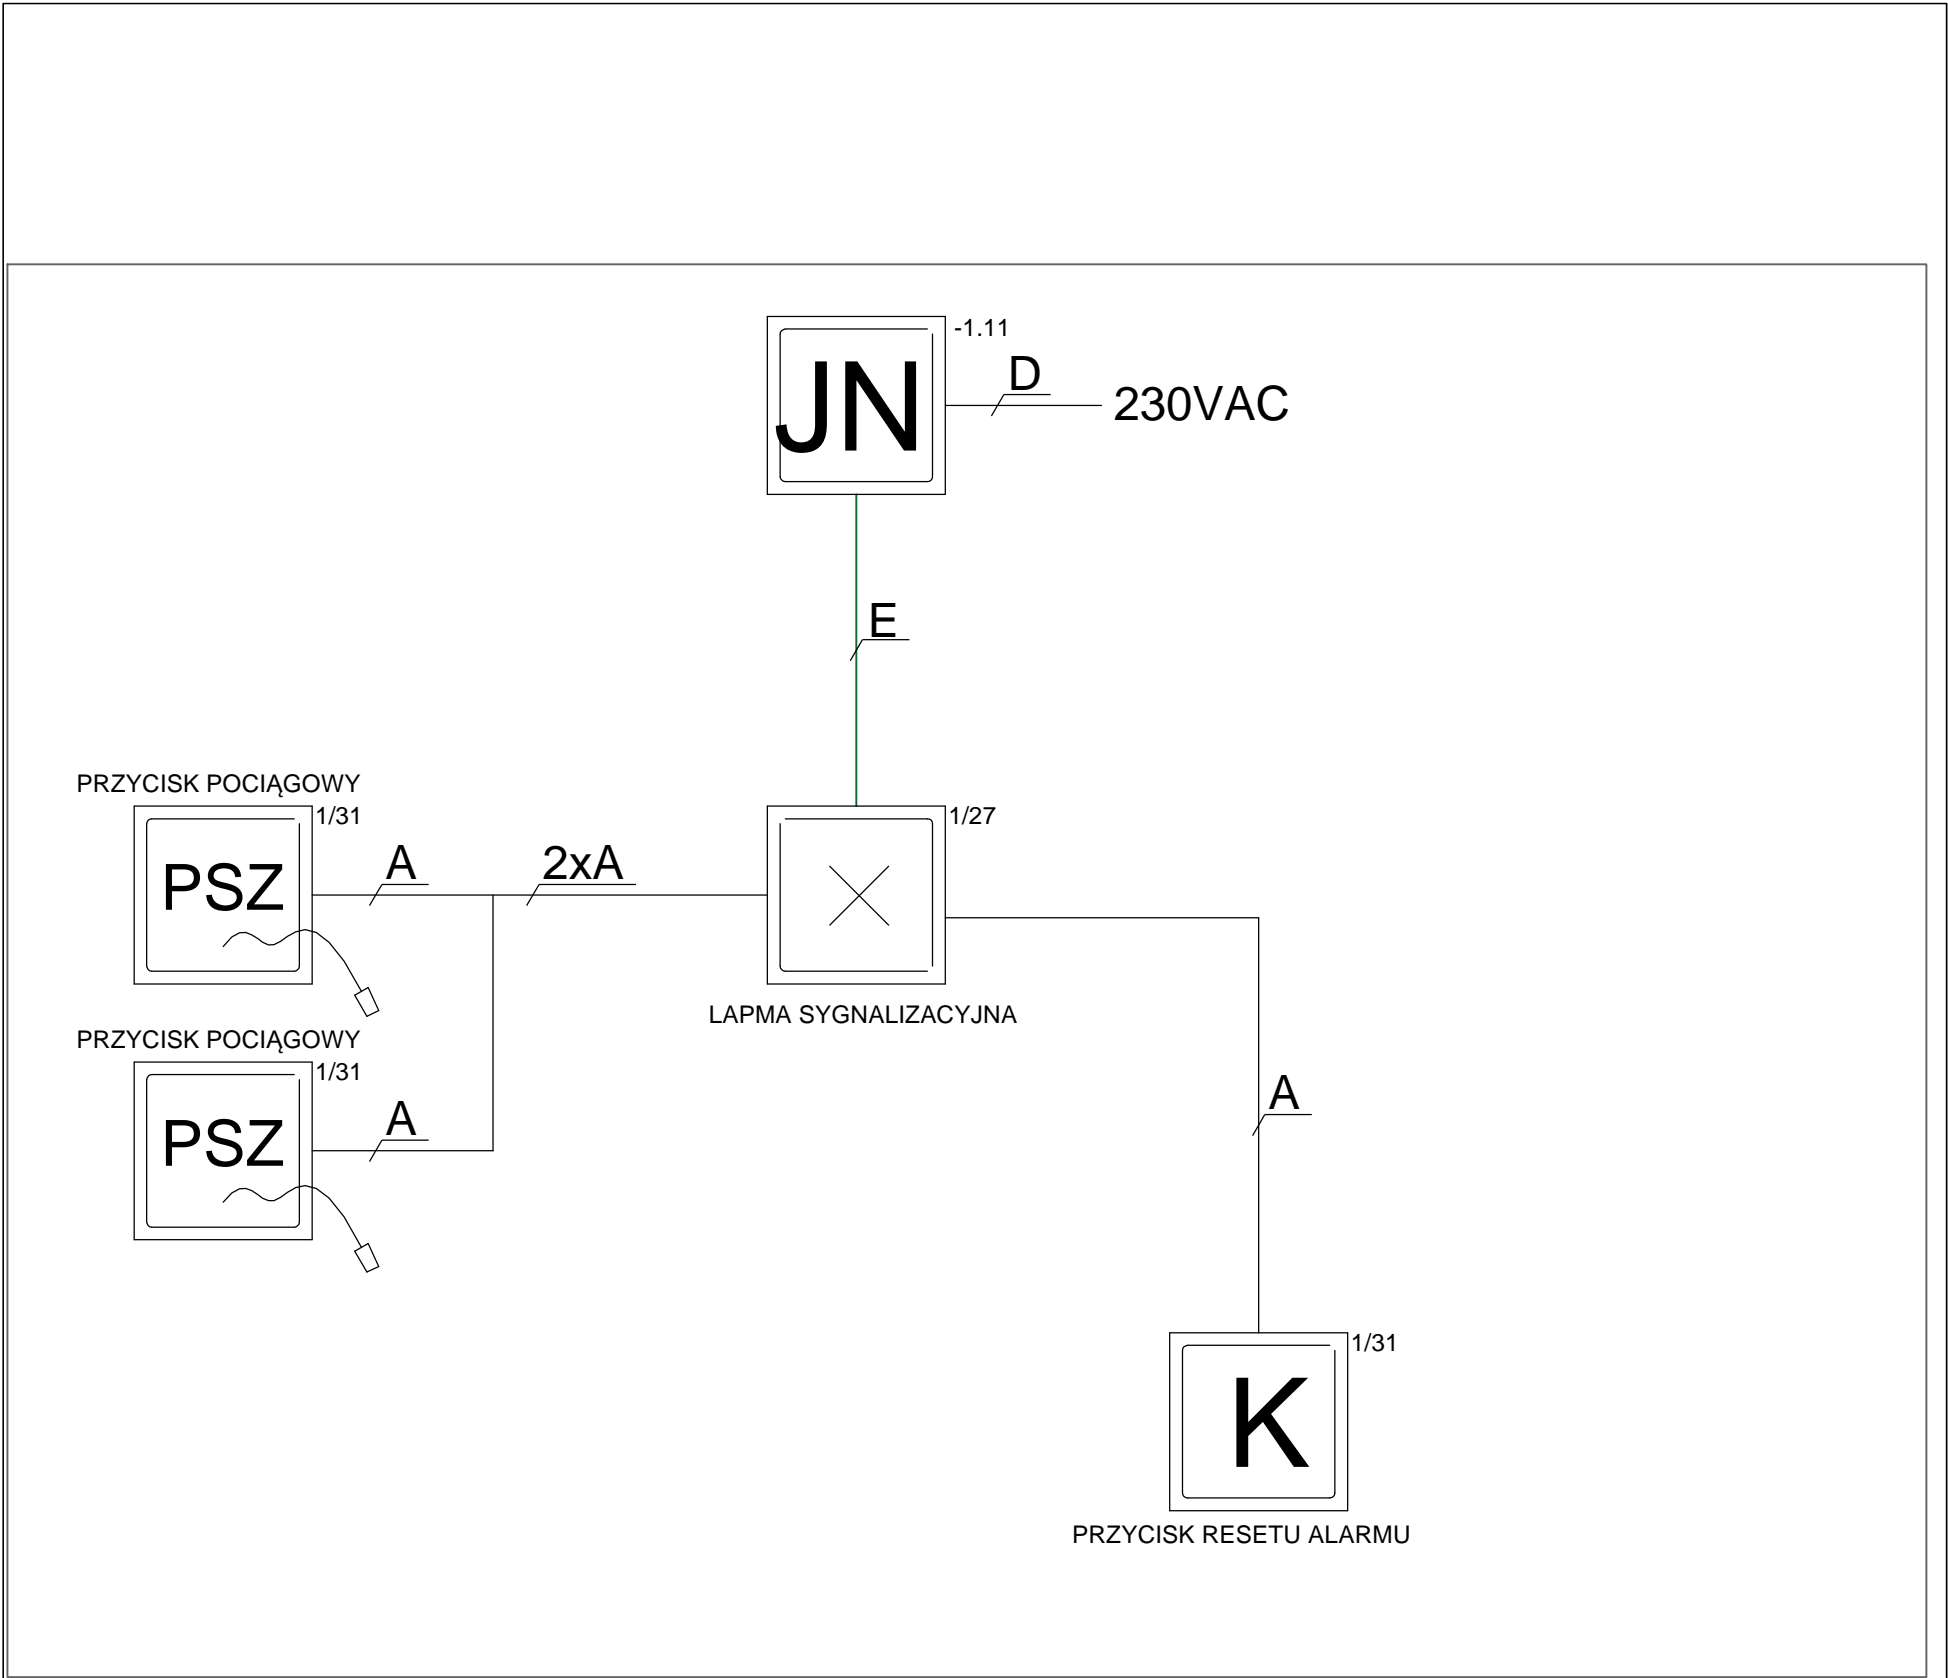 -1.11
JN
D
230VAC
E
PRZYCISK POCIĄGOWY
1/31
PSZ
A
2xA
1/27
LAPMA SYGNALIZACYJNA
PRZYCISK POCIĄGOWY
1/31
PSZ
A
A
1/31
K
PRZYCISK RESETU ALARMU